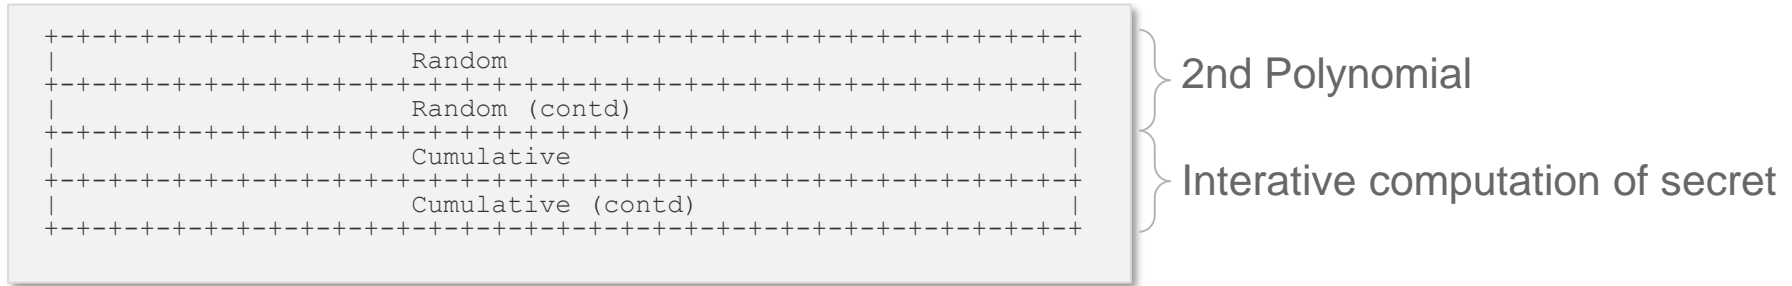 +-+-+-+-+-+-+-+-+-+-+-+-+-+-+-+-+-+-+-+-+-+-+-+-+-+-+-+-+-+-+-+-+-+
| Random |
+-+-+-+-+-+-+-+-+-+-+-+-+-+-+-+-+-+-+-+-+-+-+-+-+-+-+-+-+-+-+-+-+-+
| Random (contd) |
+-+-+-+-+-+-+-+-+-+-+-+-+-+-+-+-+-+-+-+-+-+-+-+-+-+-+-+-+-+-+-+-+-+
| Cumulative |
+-+-+-+-+-+-+-+-+-+-+-+-+-+-+-+-+-+-+-+-+-+-+-+-+-+-+-+-+-+-+-+-+-+
| Cumulative (contd) |
+-+-+-+-+-+-+-+-+-+-+-+-+-+-+-+-+-+-+-+-+-+-+-+-+-+-+-+-+-+-+-+-+-+
2nd Polynomial
Interative computation of secret